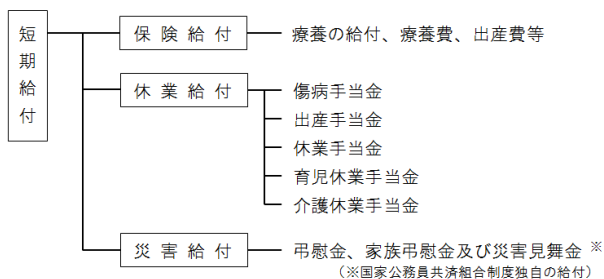 短期給付
保険給付
療養の給付、療養費、出産費等
休業給付
傷病手当金
出産手当金
休業手当金
育児休業手当金
介護休業手当金
災害給付
弔慰金、家族弔慰金及び災害見舞金 ※
（※国家公務員共済組合制度独自の給付）